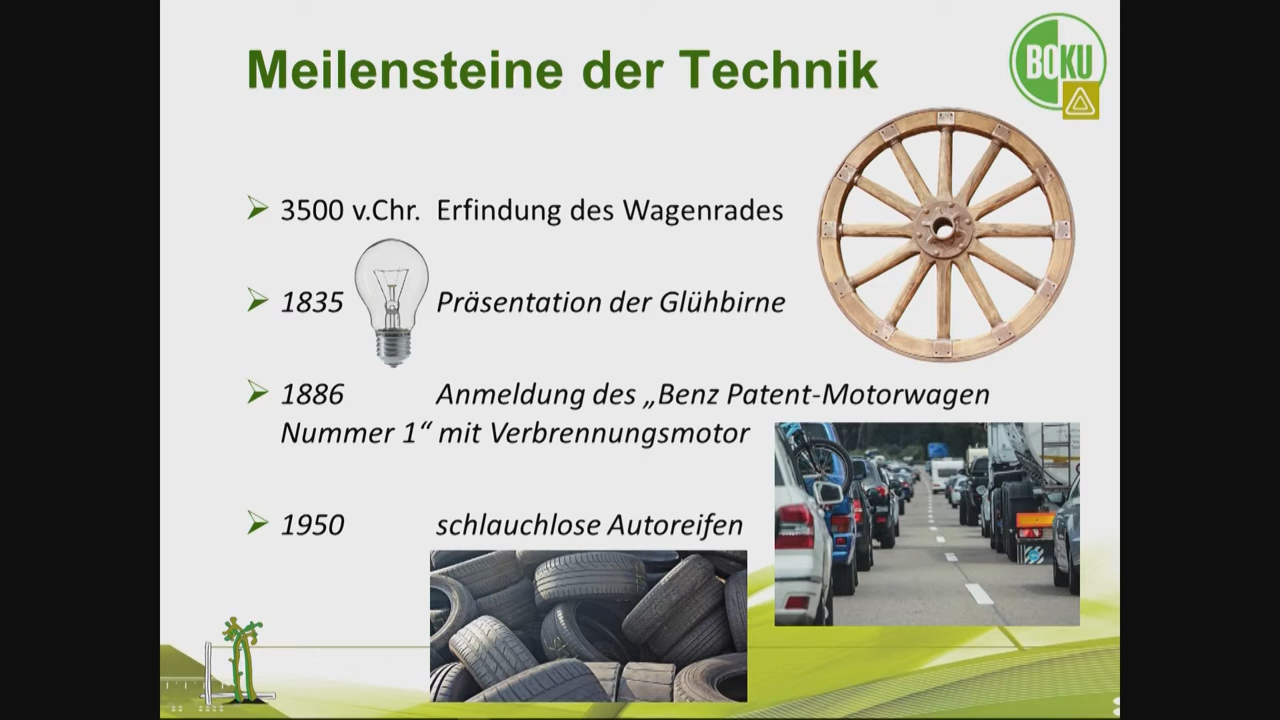 Meilensteine der Technik
BOKU
3500 v.Chr. Erfindung des Wagenrades
1835 Präsentation der Glühbirne
1886 Anmeldung des „Benz Patent-Motorwagen
Nummer 1“ mit Verbrennungsmotor
1950 schlauchlose Autoreifen